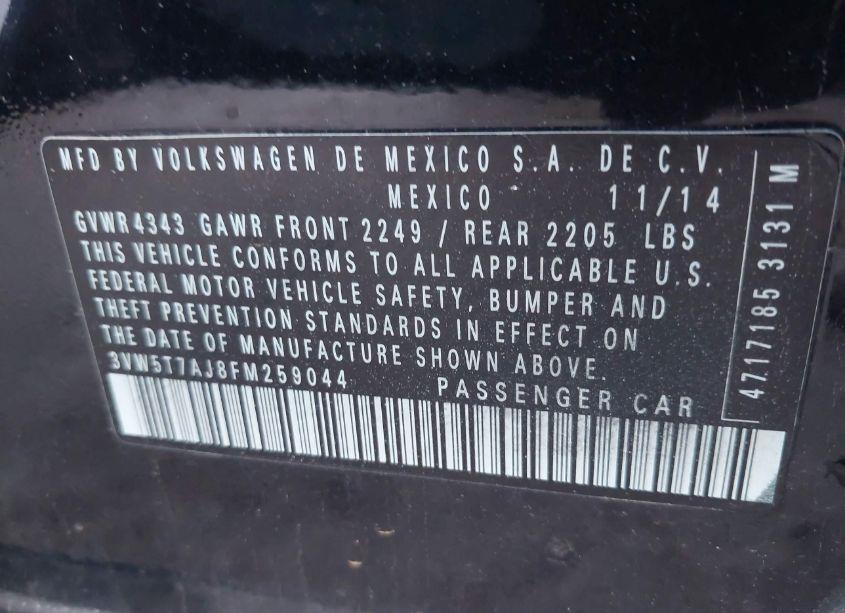 MFD BY VOLKSWAGEN DE MEXICO S.A. DE C.V.
MEXICO 11/14
GVWR4343 GAWR FRONT 2249 / REAR 2205 LBS
THIS VEHICLE CONFORMS TO ALL APPLICABLE U.S.
FEDERAL MOTOR VEHICLE SAFETY, BUMPER AND
THEFT PREVENTION STANDARDS IN EFFECT ON
THE DATE OF MANUFACTURE SHOWN ABOVE.
3VW5T7AJ8FM259044 PASSENGER CAR
4717185 3131 M